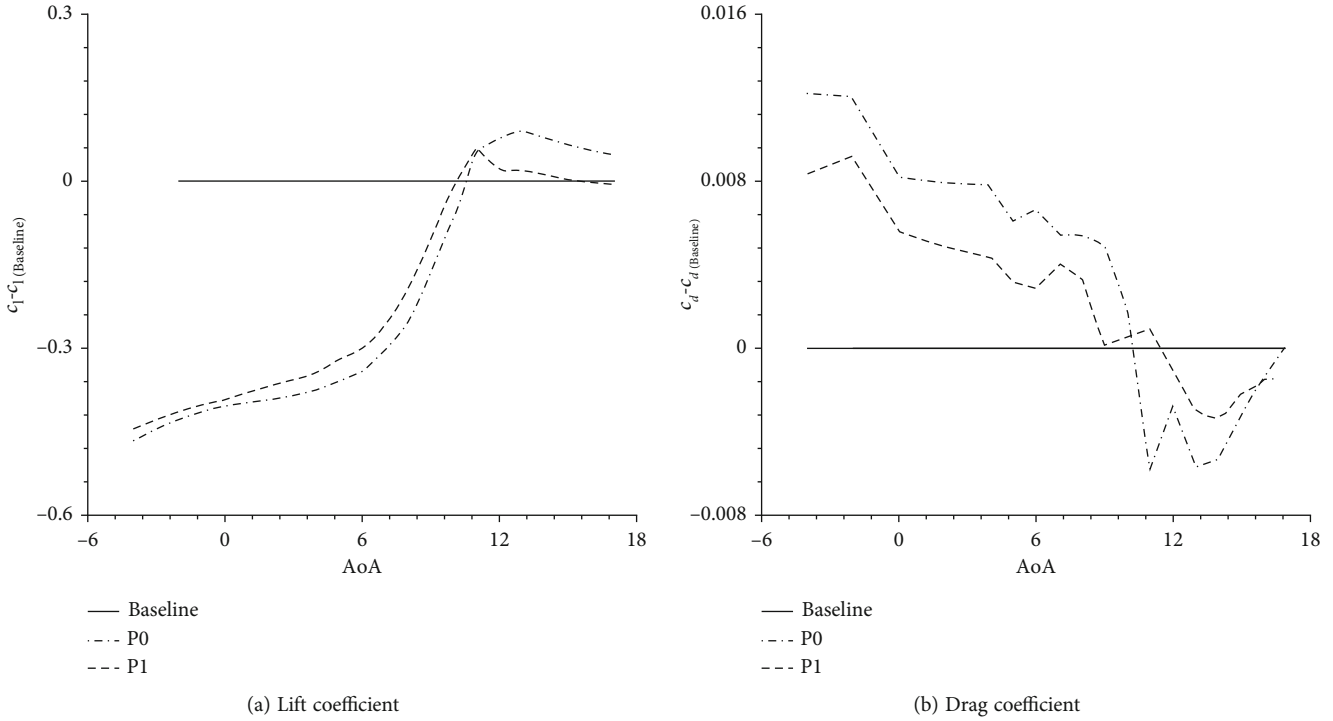 0.3
0
–0.3
–0.6
c_l-c_l (Baseline)
–6
0
6
12
18
AoA
Baseline
P0
P1
(a) Lift coefficient
0.016
0.008
0
–0.008
c_d-c_d (Baseline)
–6
0
6
12
18
AoA
Baseline
P0
P1
(b) Drag coefficient